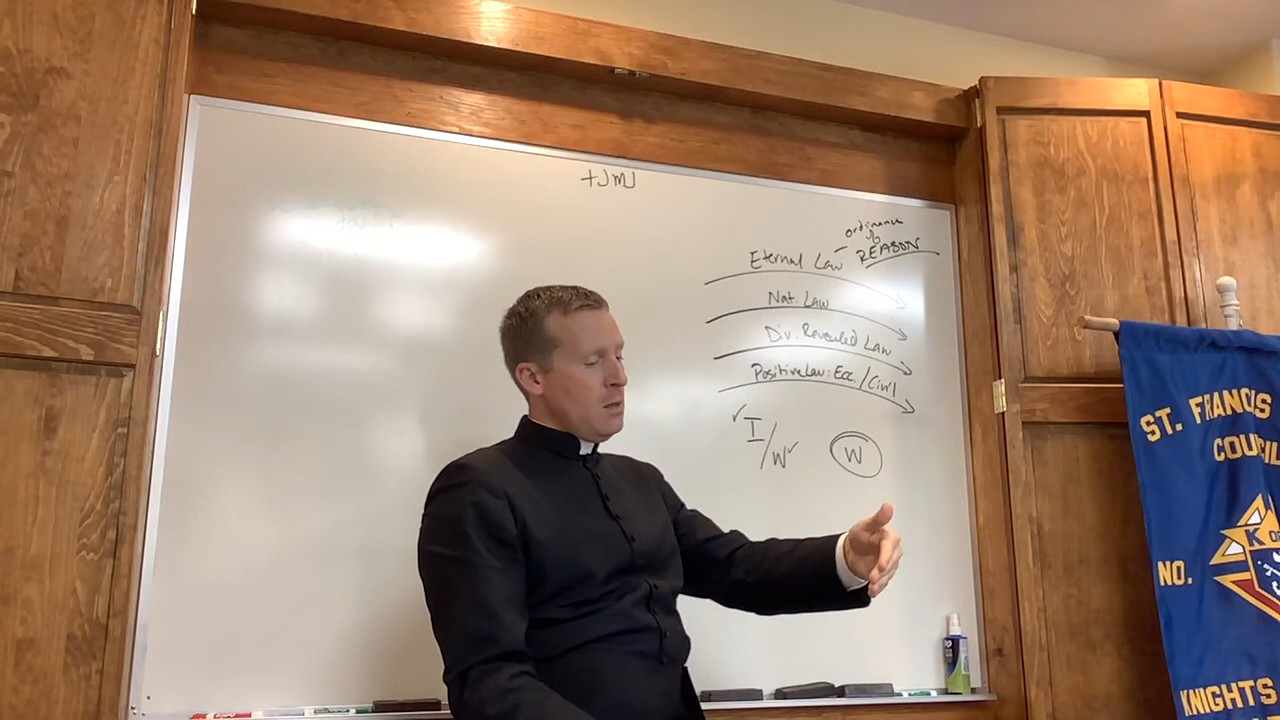 +JMJ
ordinance
of
Eternal Law – REASON
Nat. Law
Div. Revealed Law
Positive Law: Ecc. / Civil
I / W
W
ST. FRANCIS
COUNCIL
NO.
K OF
KNIGHTS